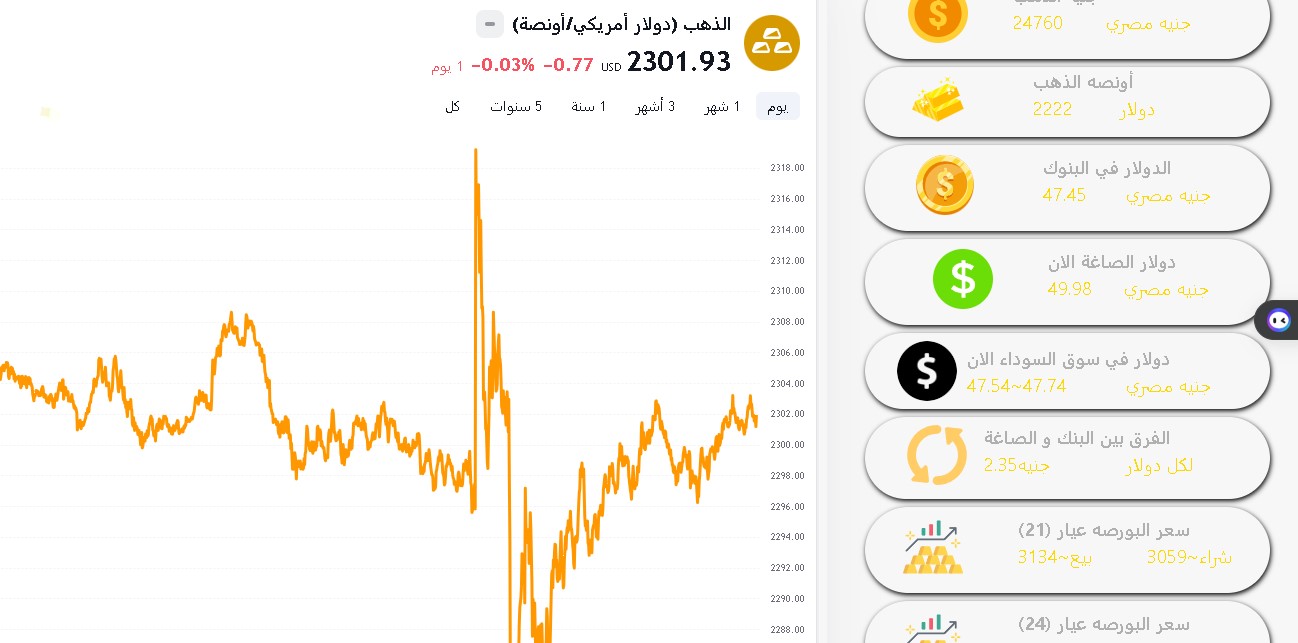 جنيه الذهب
24760 جنيه مصري
أونصه الذهب
2222 دولار
الدولار في البنوك
47.45 جنيه مصري
دولار الصاغة الان
49.98 جنيه مصري
دولار في سوق السوداء الان
47.54~47.74 جنيه مصري
الفرق بين البنك و الصاغة
2.35جنيه لكل دولار
سعر البورصه عيار (21)
شراء~3059 بيع~3134
سعر البورصه عيار (24)
الذهب (دولار أمريكي/أونصة)
2301.93 USD −0.77 −0.03% 1 يوم
يوم 1 شهر 3 أشهر 1 سنة 5 سنوات كل
2318.00
2316.00
2314.00
2312.00
2310.00
2308.00
2306.00
2304.00
2302.00
2300.00
2298.00
2296.00
2294.00
2292.00
2290.00
2288.00